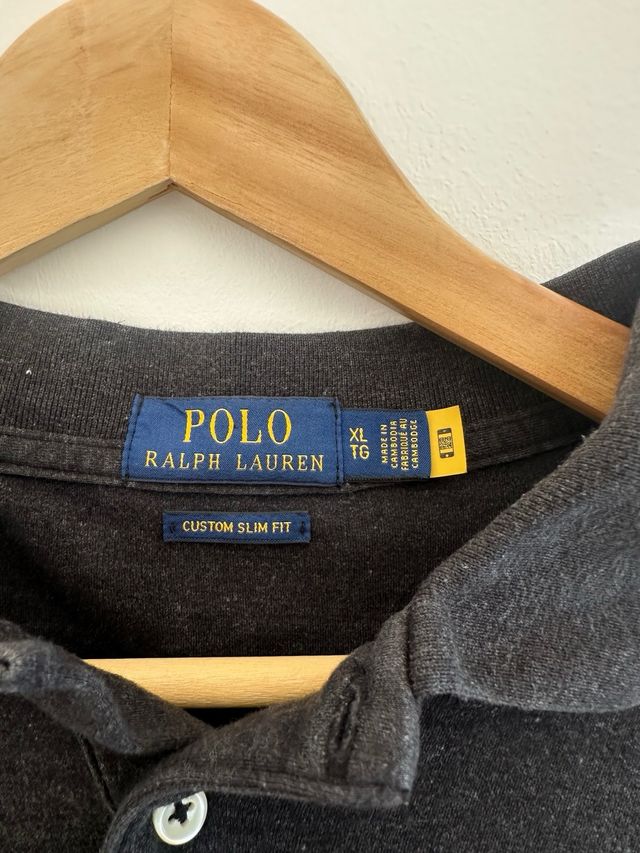 POLO
RALPH LAUREN
XL
TG
MADE IN
CAMBODIA
FABRIQUÉ AU
CAMBODGE
CUSTOM SLIM FIT